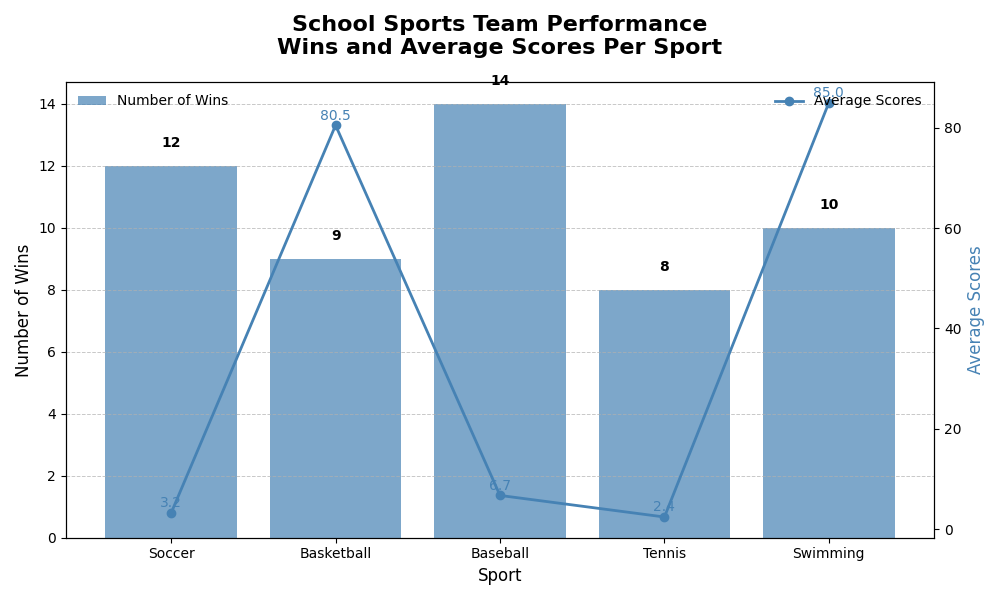 School Sports Team Performance
Wins and Average Scores Per Sport
Number of Wins
Average Scores
14
12
9
14
8
10
80.5
85.0
3.2
6.7
2.4
Number of Wins
14
12
10
8
6
4
2
0
Average Scores
80
60
40
20
0
Soccer
Basketball
Baseball
Tennis
Swimming
Sport